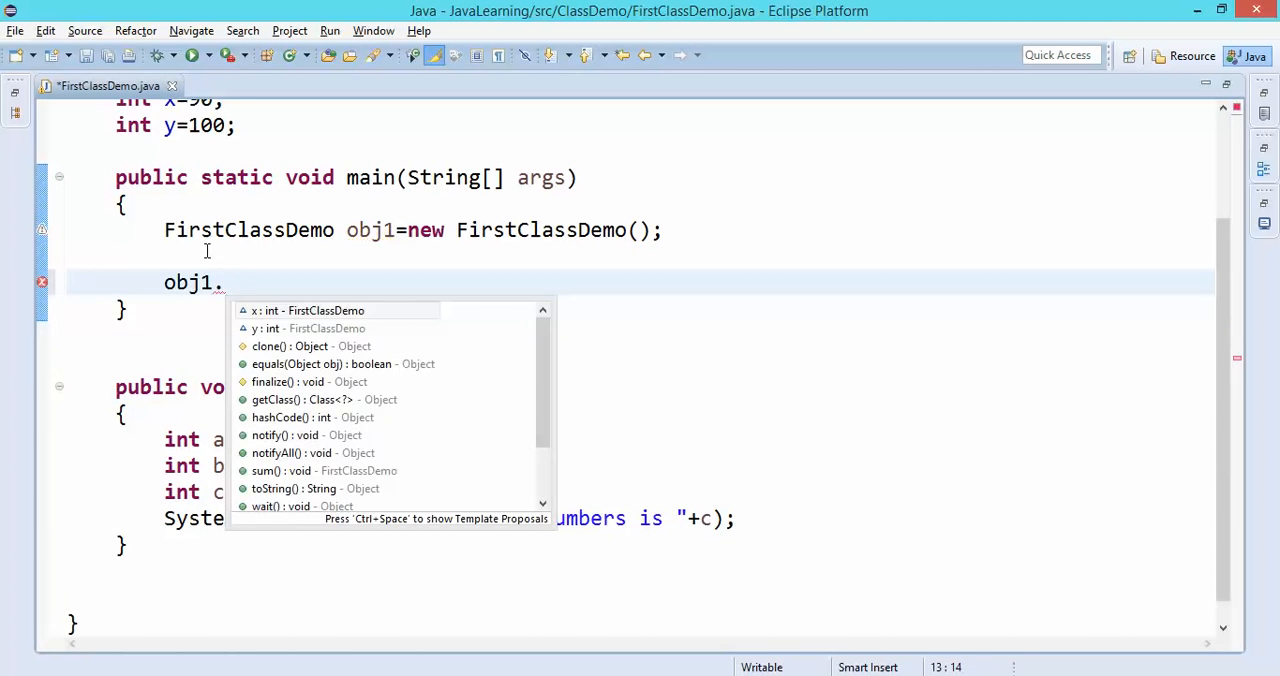 Java - JavaLearning/src/ClassDemo/FirstClassDemo.java - Eclipse Platform
File Edit Source Refactor Navigate Search Project Run Window Help
Quick Access Resource Java
*FirstClassDemo.java
int x=90;
int y=100;
public static void main(String[] args)
{
FirstClassDemo obj1=new FirstClassDemo();
obj1.
}
x : int - FirstClassDemo
y : int - FirstClassDemo
clone() : Object - Object
equals(Object obj) : boolean - Object
finalize() : void - Object
getClass() : Class<?> - Object
hashCode() : int - Object
notify() : void - Object
notifyAll() : void - Object
sum() : void - FirstClassDemo
toString() : String - Object
wait() : void - Object
Press 'Ctrl+Space' to show Template Proposals
public vo
{
int a
int b
int c
Syste umbers is "+c);
}
}
Writable Smart Insert 13 : 14